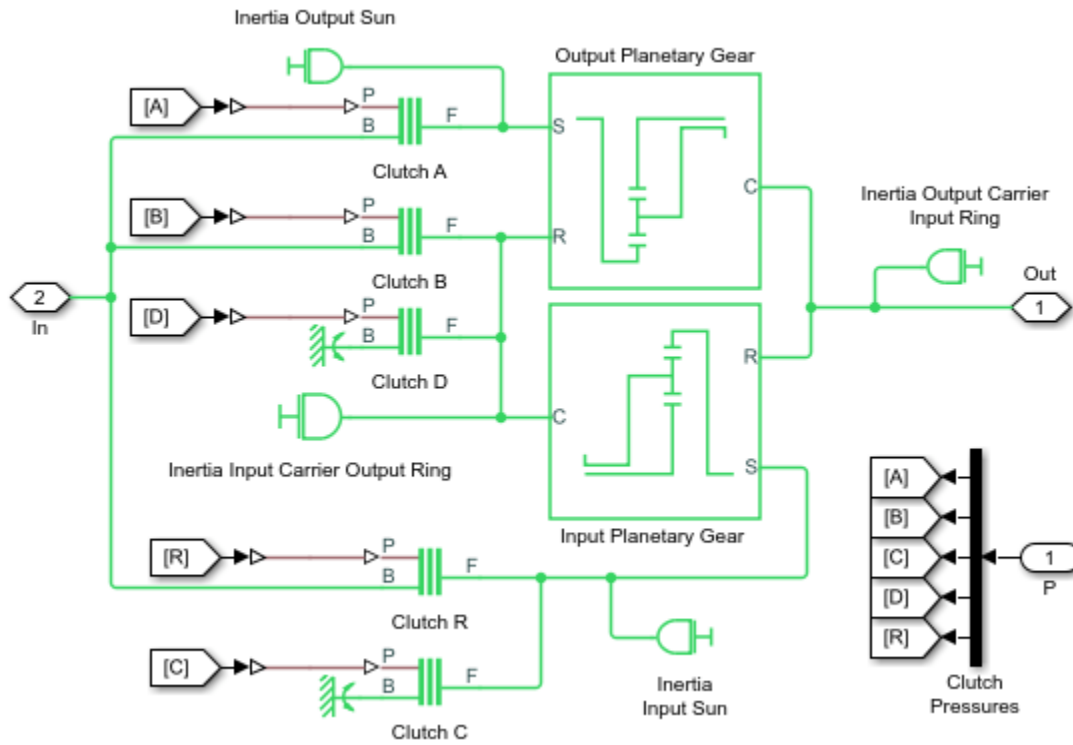 Inertia Output Sun
Output Planetary Gear
[A]
P
B
F
S
Clutch A
C
Inertia Output Carrier
Input Ring
[B]
P
B
F
R
Clutch B
Out
1
2
In
[D]
P
B
F
Clutch D
R
C
Inertia Input Carrier Output Ring
S
Input Planetary Gear
[A]
[B]
[C]
[D]
[R]
1
P
Clutch
Pressures
[R]
P
B
F
Clutch R
[C]
P
B
F
Clutch C
Inertia
Input Sun